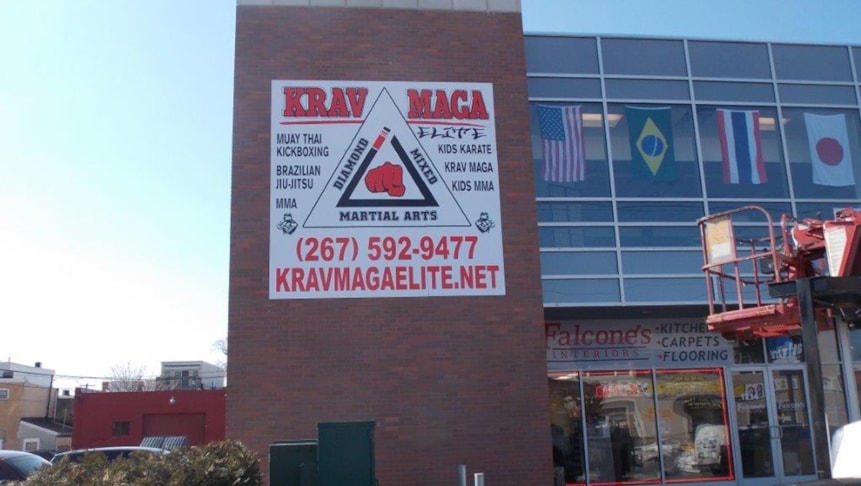 KRAV MAGA
ELITE
MUAY THAI
KICKBOXING
BRAZILIAN
JIU-JITSU
MMA
DIAMOND MIXED
MARTIAL ARTS
KIDS KARATE
KRAV MAGA
KIDS MMA
(267) 592-9477
KRAVMAGAELITE.NET
Falcone's
INTERIORS
•CARPETS
•FLOORING